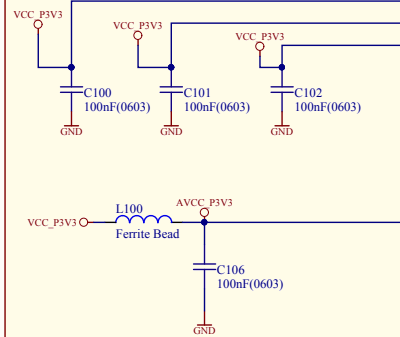 VCC_P3V3
VCC_P3V3
VCC_P3V3
C100
100nF(0603)
C101
100nF(0603)
C102
100nF(0603)
GND
GND
GND
L100
AVCC_P3V3
VCC_P3V3
Ferrite Bead
C106
100nF(0603)
GND